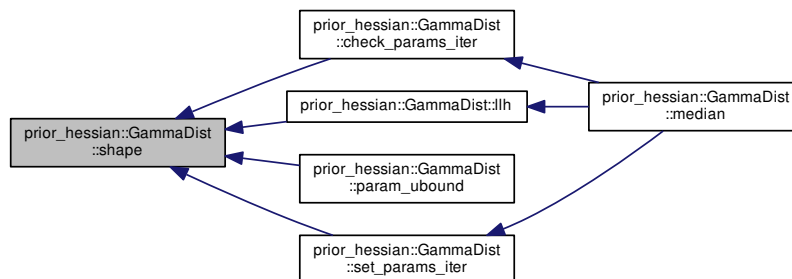 prior_hessian::GammaDist
::shape
prior_hessian::GammaDist
::check_params_iter
prior_hessian::GammaDist::llh
prior_hessian::GammaDist
::param_ubound
prior_hessian::GammaDist
::set_params_iter
prior_hessian::GammaDist
::median